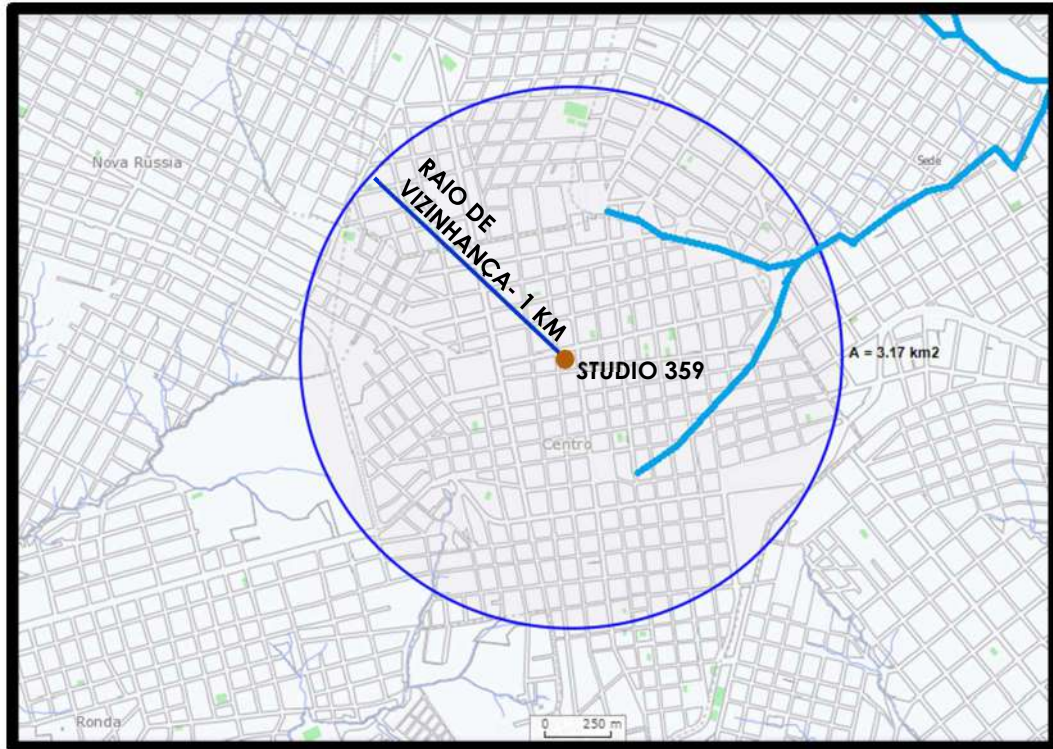 Nova Rússia
Sede
RAIO DE
VIZINHANÇA- 1 KM
A = 3.17 km2
STUDIO 359
Centro
Ronda
0 250 m